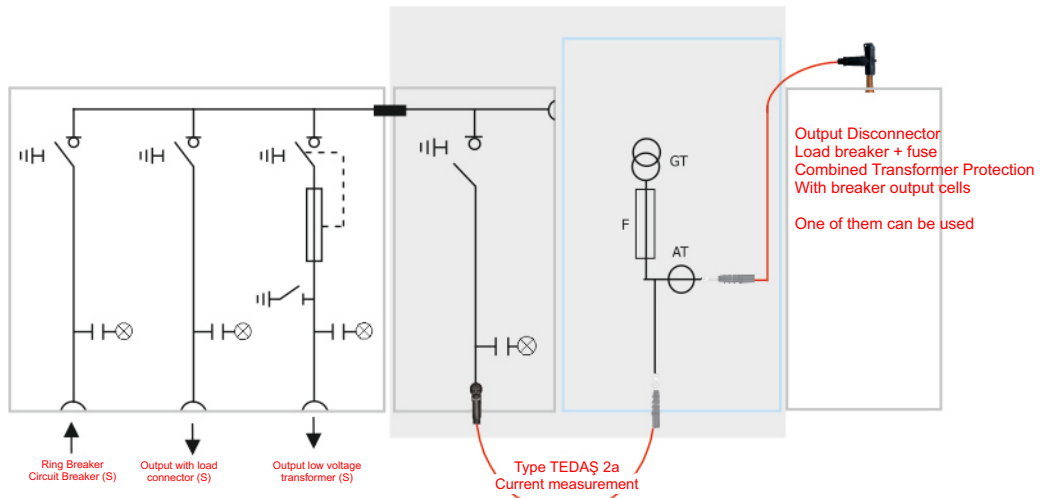 GT
F
AT
Output Disconnector
Load breaker + fuse
Combined Transformer Protection
With breaker output cells
One of them can be used
Ring Breaker
Circuit Breaker (S)
Output with load
connector (S)
Output low voltage
transformer (S)
Type TEDAŞ 2a
Current measurement